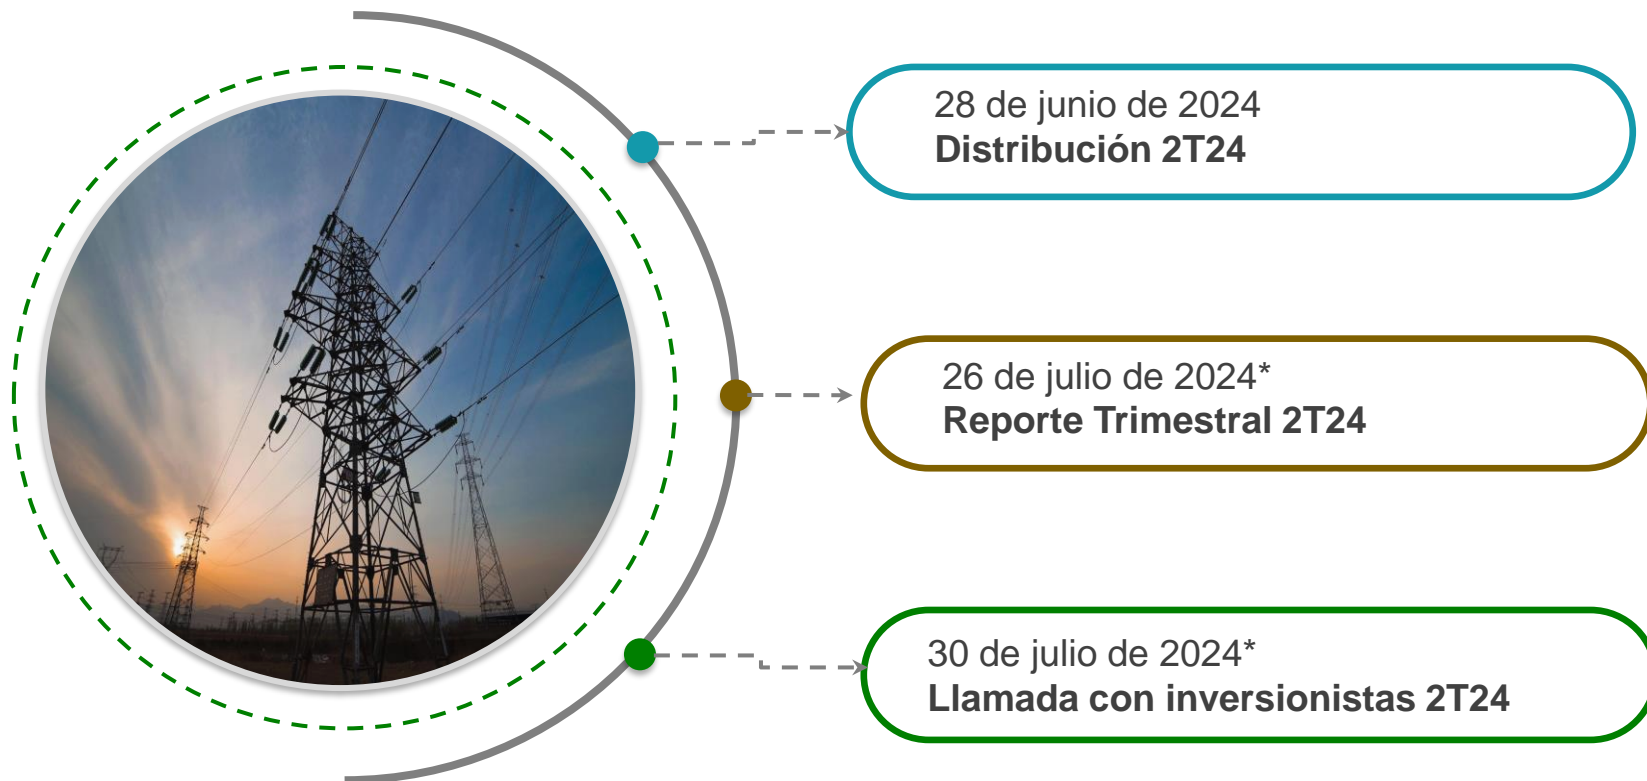 28 de junio de 2024
Distribución 2T24
26 de julio de 2024*
Reporte Trimestral 2T24
30 de julio de 2024*
Llamada con inversionistas 2T24